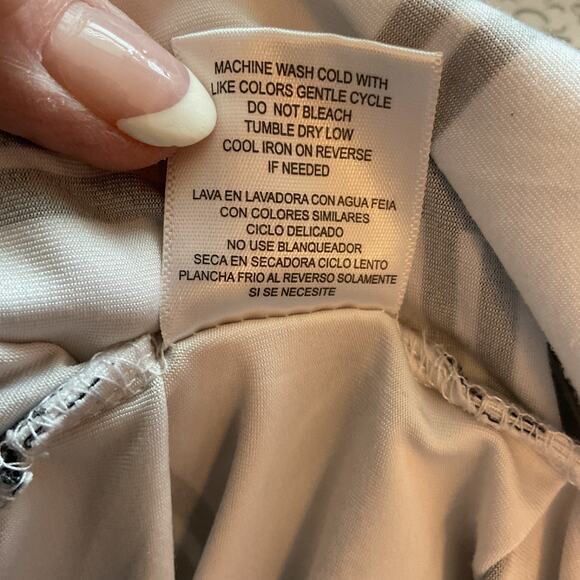 MACHINE WASH COLD WITH
LIKE COLORS GENTLE CYCLE
DO NOT BLEACH
TUMBLE DRY LOW
COOL IRON ON REVERSE
IF NEEDED
LAVA EN LAVADORA CON AGUA FEIA
CON COLORES SIMILARES
CICLO DELICADO
NO USE BLANQUEADOR
SECA EN SECADORA CICLO LENTO
PLANCHA FRIO AL REVERSO SOLAMENTE
SI SE NECESITE